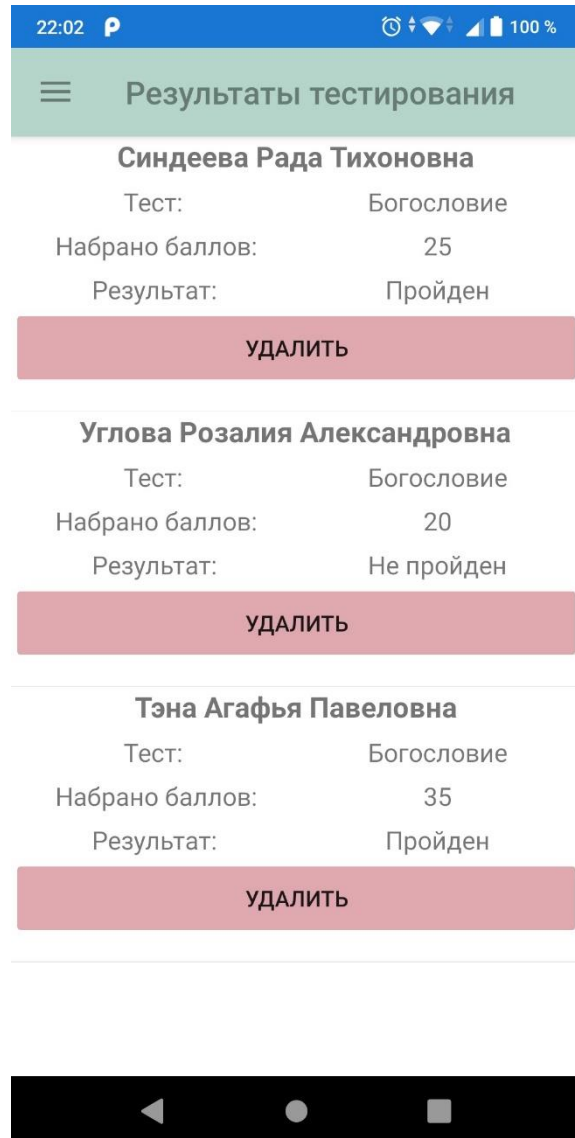 22:02 100 %
Результаты тестирования
Синдеева Рада Тихоновна
Тест: Богословие
Набрано баллов: 25
Результат: Пройден
УДАЛИТЬ
Углова Розалия Александровна
Тест: Богословие
Набрано баллов: 20
Результат: Не пройден
УДАЛИТЬ
Тэна Агафья Павеловна
Тест: Богословие
Набрано баллов: 35
Результат: Пройден
УДАЛИТЬ